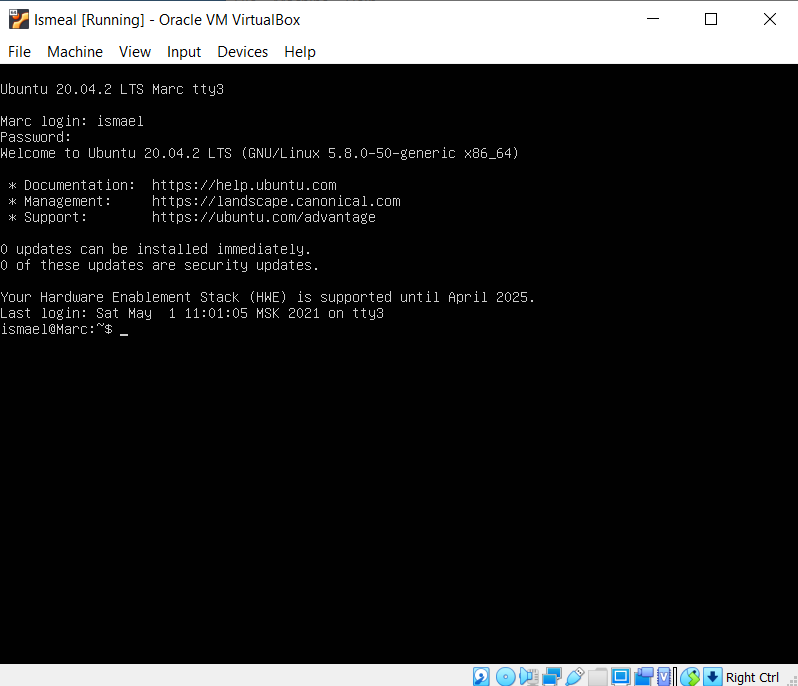 Ismeal [Running] - Oracle VM VirtualBox
File Machine View Input Devices Help
Ubuntu 20.04.2 LTS Marc tty3
Marc login: ismael
Password:
Welcome to Ubuntu 20.04.2 LTS (GNU/Linux 5.8.0-50-generic x86_64)
* Documentation: https://help.ubuntu.com
* Management: https://landscape.canonical.com
* Support: https://ubuntu.com/advantage
0 updates can be installed immediately.
0 of these updates are security updates.
Your Hardware Enablement Stack (HWE) is supported until April 2025.
Last login: Sat May  1 11:01:05 MSK 2021 on tty3
ismael@Marc:~$ _
Right Ctrl